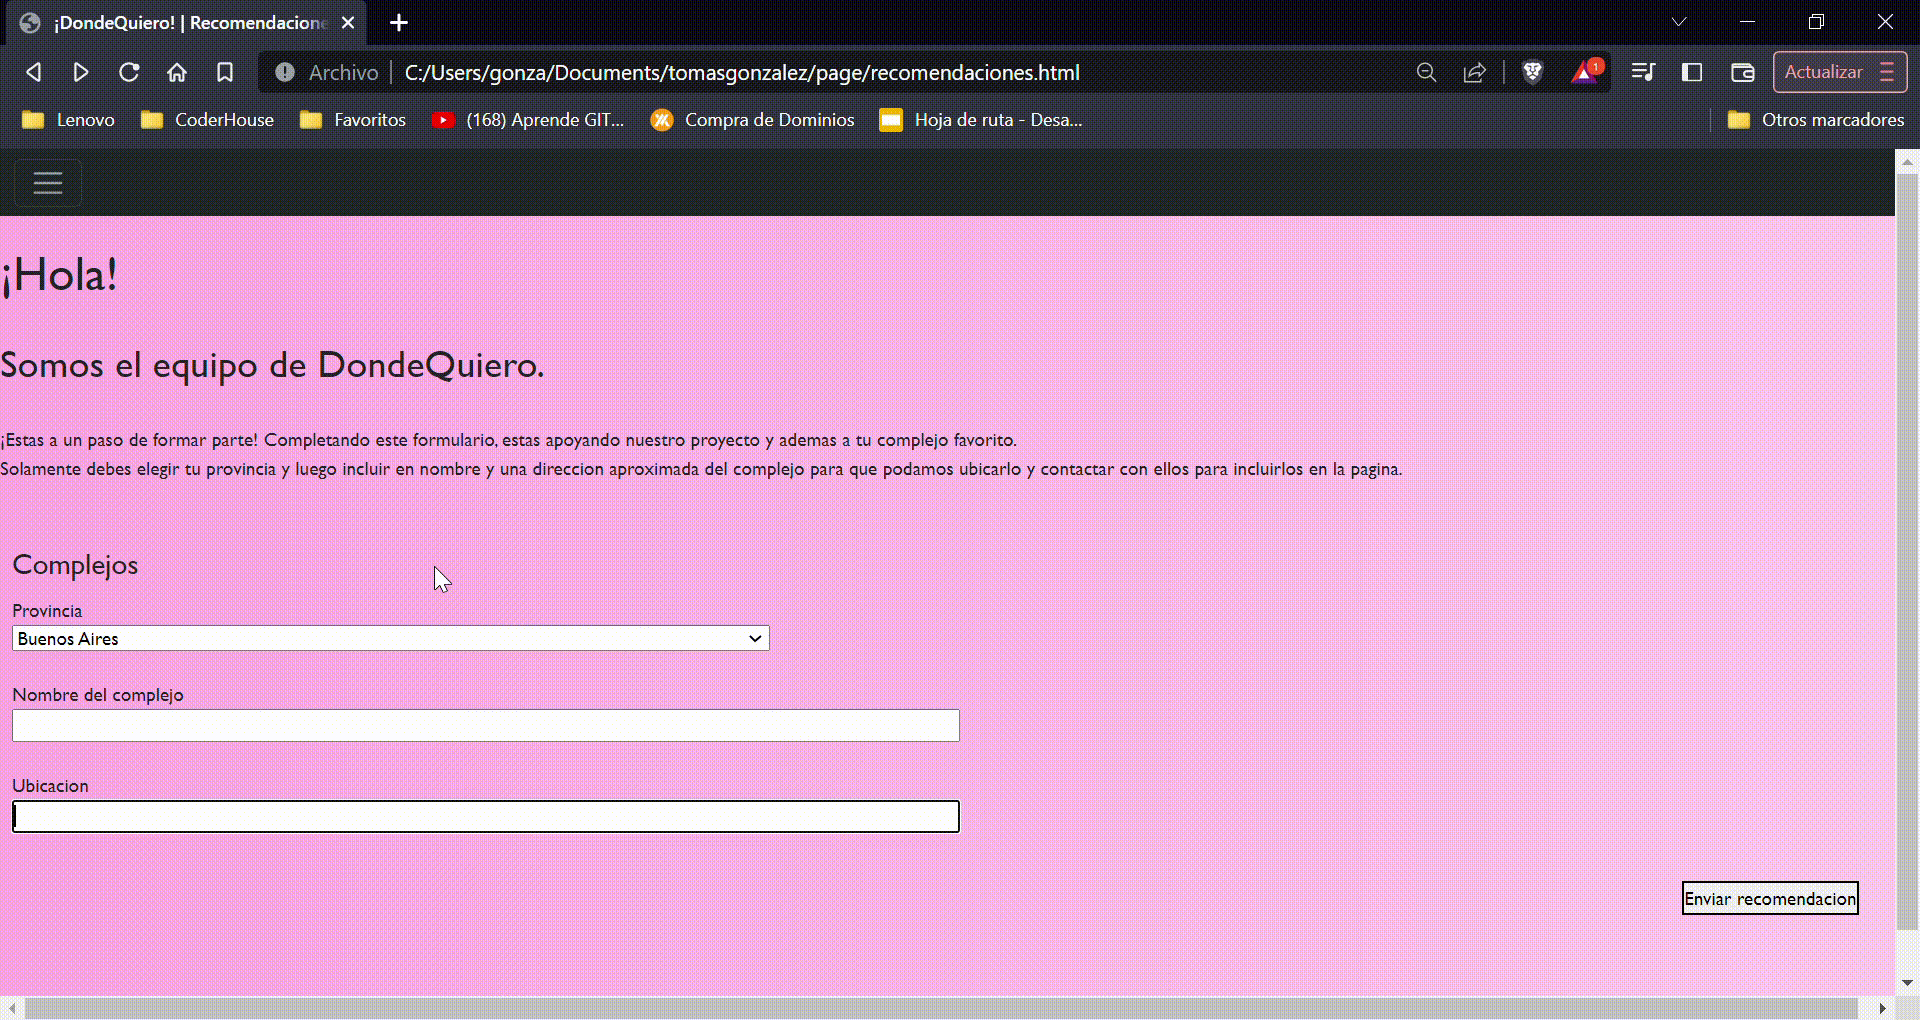 ¡DondeQuiero! | Recomendacione
Archivo | C:/Users/gonza/Documents/tomasgonzalez/page/recomendaciones.html
1
Actualizar
Lenovo CoderHouse Favoritos (168) Aprende GIT... Compra de Dominios Hoja de ruta - Desa... Otros marcadores
¡Hola!
Somos el equipo de DondeQuiero.
¡Estas a un paso de formar parte! Completando este formulario, estas apoyando nuestro proyecto y ademas a tu complejo favorito.
Solamente debes elegir tu provincia y luego incluir en nombre y una direccion aproximada del complejo para que podamos ubicarlo y contactar con ellos para incluirlos en la pagina.
Complejos
Provincia
Buenos Aires
Nombre del complejo
Ubicacion
Enviar recomendacion